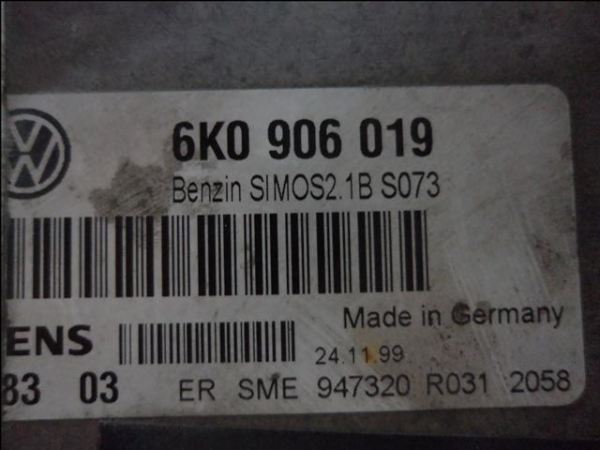 6K0 906 019
Benzin SIMOS2.1B S073
Made in Germany
ENS
24.11.99
83 03 ER SME 947320 R031 2058